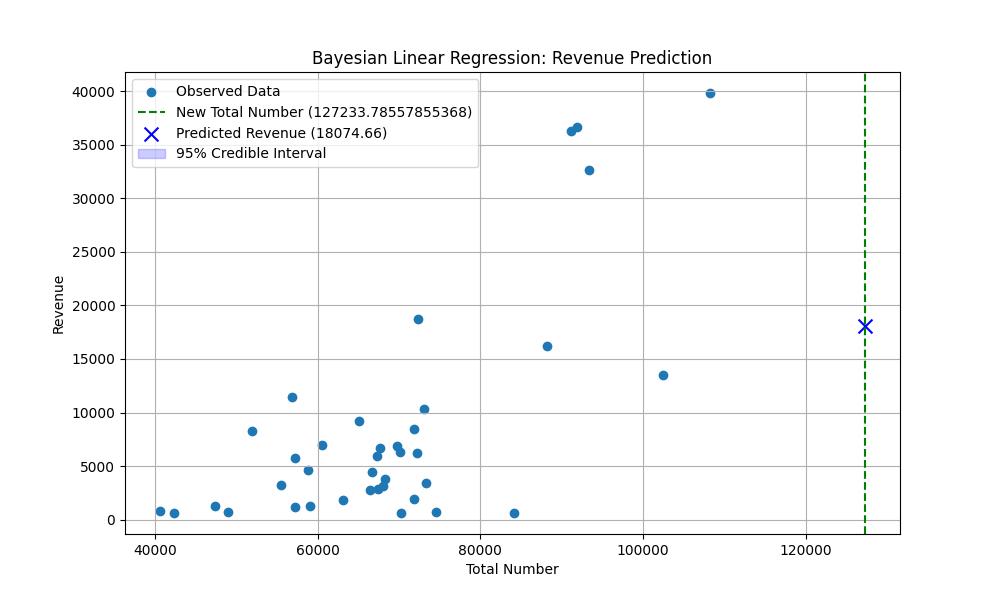 Bayesian Linear Regression: Revenue Prediction
Observed Data
New Total Number (127233.78557855368)
Predicted Revenue (18074.66)
95% Credible Interval
40000
35000
30000
25000
20000
15000
10000
5000
0
Revenue
40000 60000 80000 100000 120000
Total Number